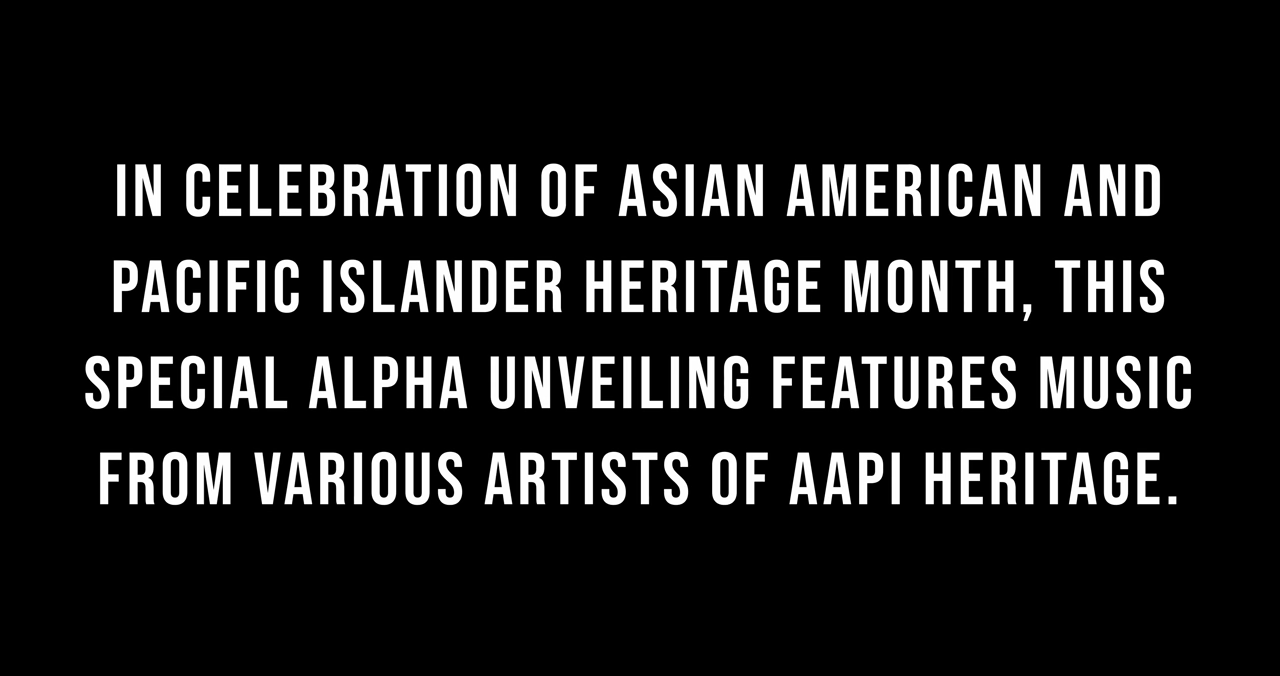 IN CELEBRATION OF ASIAN AMERICAN AND
PACIFIC ISLANDER HERITAGE MONTH, THIS
SPECIAL ALPHA UNVEILING FEATURES MUSIC
FROM VARIOUS ARTISTS OF AAPI HERITAGE.